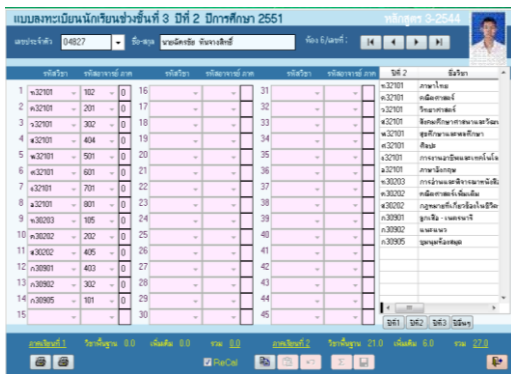 แบบลงทะเบียนนักเรียนช่วงชั้นที่ 3 ปีที่ 2 ปีการศึกษา 2551
หลักสูตร 3-2544
เลขประจำตัว 04827 ชื่อ-สกุล ห้อง 6/เลขที่ :
รหัสวิชา รหัสอาจารย์ ภาค รหัสวิชา รหัสอาจารย์ ภาค รหัสวิชา รหัสอาจารย์ ภาค
ปีที่ 2 ชื่อวิชา
1 ท32101 102 0 16 31
2 ค32101 201 0 17 32
3 ว32101 302 0 18 33
4 ส32101 404 0 19 34
5 พ32101 501 0 20 35
6 ศ32101 601 0 21 36
7 ง32101 701 0 22 37
8 อ32101 801 0 23 38
9 ท30203 105 0 24 39
10 ค30202 202 0 25 40
11 ส30202 405 0 26 41
12 ก30901 403 0 27 42
13 ก30902 302 0 28 43
14 ก30905 101 0 29 44
15 30 45
ท32101 ภาษาไทย
ค32101 คณิตศาสตร์
ว32101 วิทยาศาสตร์
ส32101 สังคมศึกษาศาสนาและวัฒน
พ32101 สุขศึกษาและพลศึกษา
ศ32101 ศิลปะ
ง32101 การงานอาชีพและเทคโนโล
อ32101 ภาษาอังกฤษ
ท30203 การอ่านและพิจารณาหนังสื
ค30202 คณิตศาสตร์เพิ่มเติม
ส30202 กฎหมายที่เกี่ยวข้องในชีวิต
ก30901 ลูกเสือ - เนตรนารี
ก30902 แนะแนว
ก30905 ชุมนุมห้องสมุด
ปีที่1 ปีที่2 ปีที่3 ปีอื่นๆ
ภาคเรียนที่ 1 วิชาพื้นฐาน 0.0 เพิ่มเติม 0.0 รวม 0.0 ภาคเรียนที่ 2 วิชาพื้นฐาน 21.0 เพิ่มเติม 6.0 รวม 27.0
ReCal